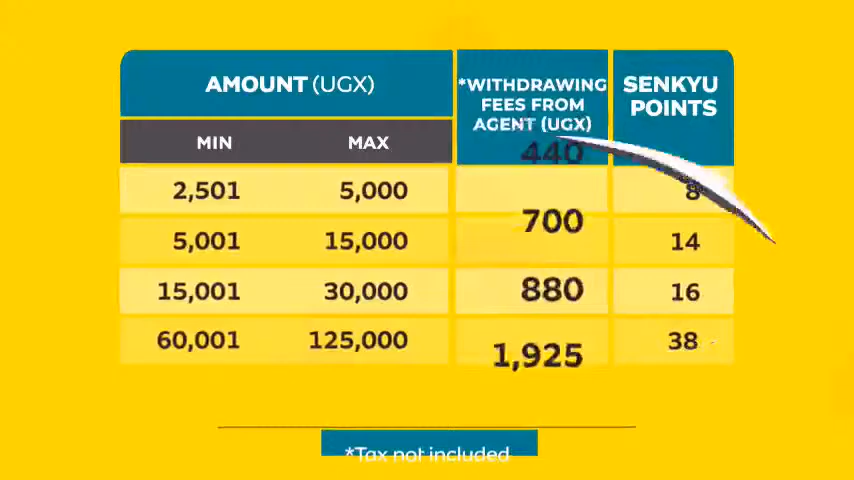 AMOUNT (UGX)
*WITHDRAWING
FEES FROM
AGENT (UGX)
SENKYU
POINTS
MIN MAX
440
2,501 5,000 8
700
5,001 15,000 14
15,001 30,000 880 16
60,001 125,000 1,925 38
*Tax not included